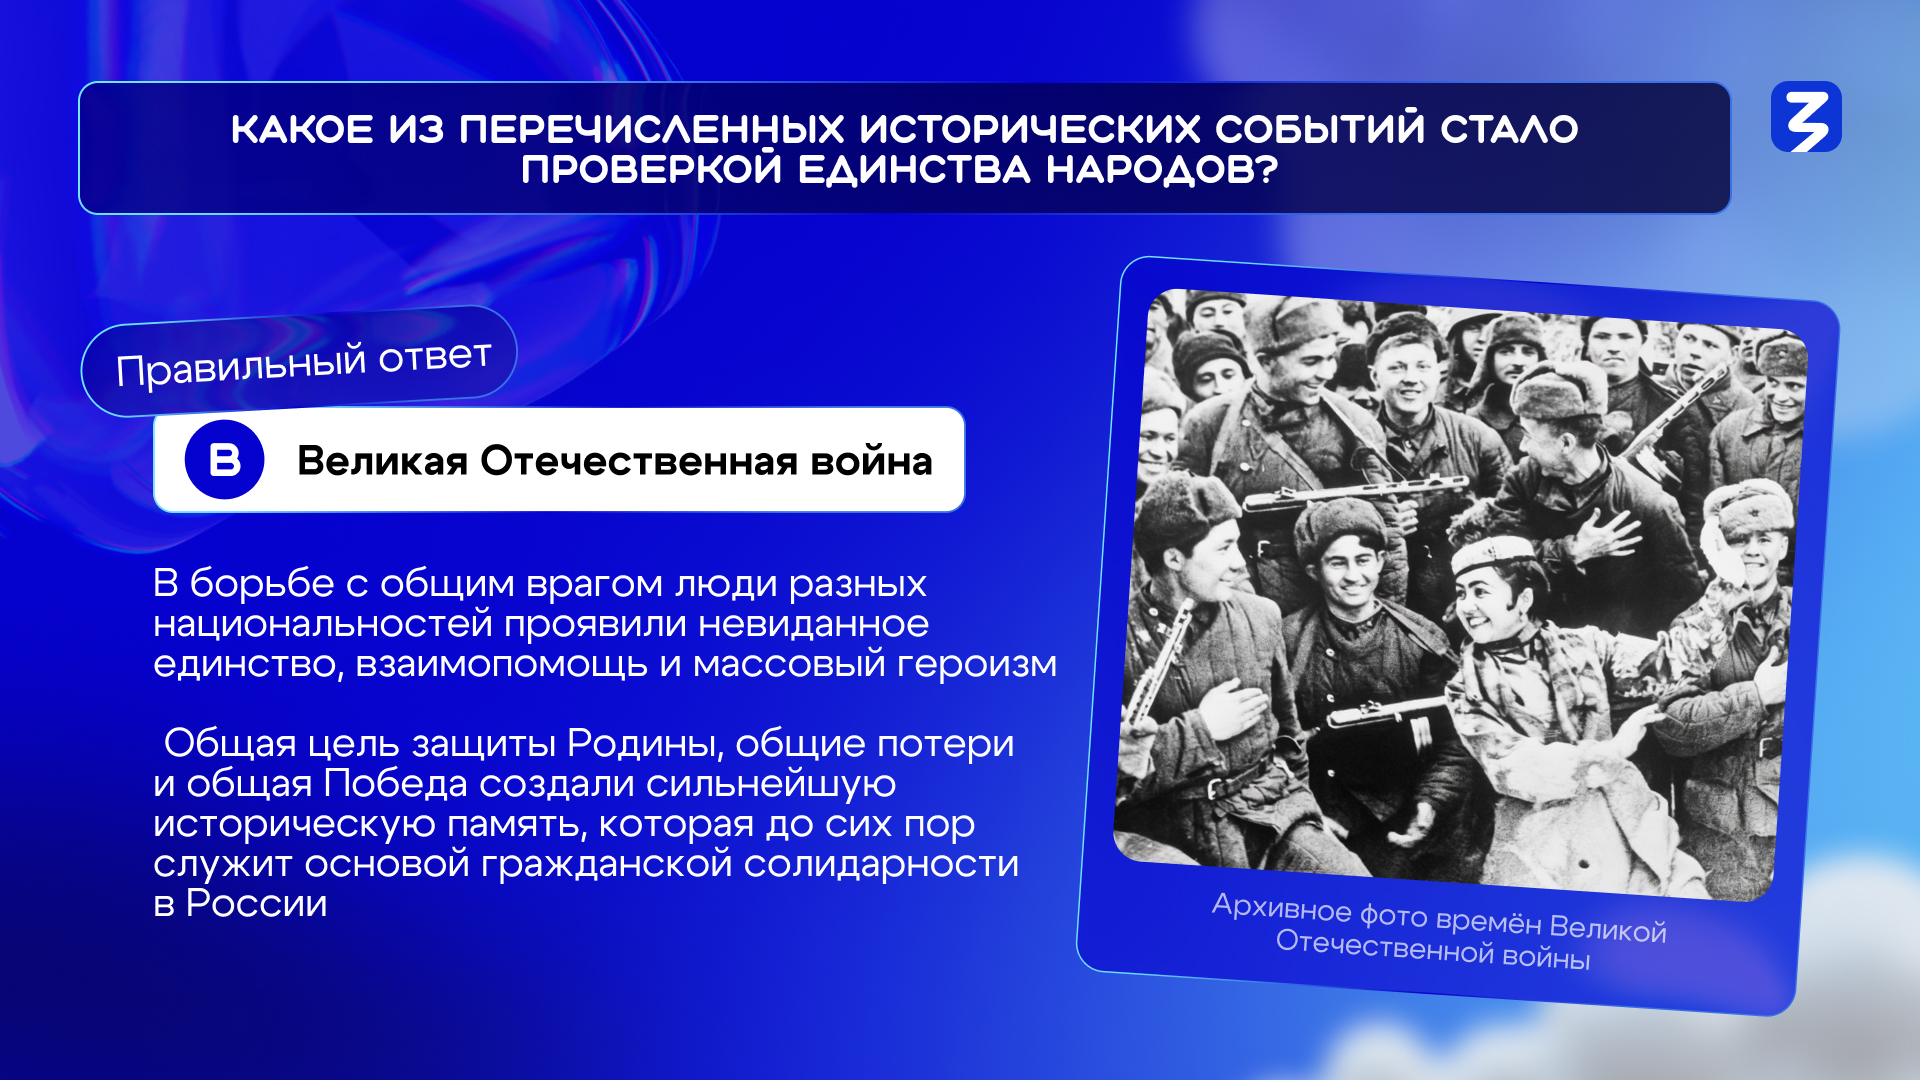 КАКОЕ ИЗ ПЕРЕЧИСЛЕННЫХ ИСТОРИЧЕСКИХ СОБЫТИЙ СТАЛО
ПРОВЕРКОЙ ЕДИНСТВА НАРОДОВ?
Правильный ответ
В Великая Отечественная война
В борьбе с общим врагом люди разных
национальностей проявили невиданное
единство, взаимопомощь и массовый героизм
Общая цель защиты Родины, общие потери
и общая Победа создали сильнейшую
историческую память, которая до сих пор
служит основой гражданской солидарности
в России
Архивное фото времён Великой
Отечественной войны